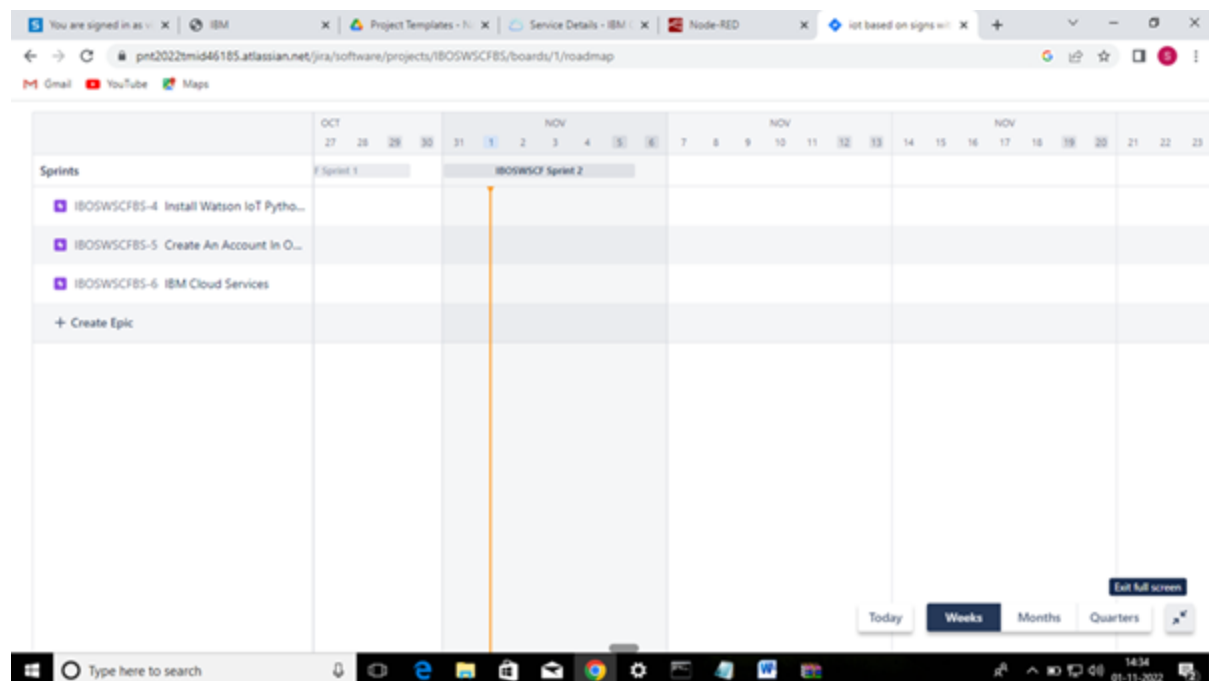 You are signed in as v
IBM
Project Templates - N
Service Details - IBM C
Node-RED
iot based on signs wit
pnt2022tmid46185.atlassian.net/jira/software/projects/IBOSWSCFBS/boards/1/roadmap
G
S
Gmail YouTube Maps
OCT NOV NOV NOV
27 28 29 30 31 1 2 3 4 5 6 7 8 9 10 11 12 13 14 15 16 17 18 19 20 21 22 23
Sprints F Sprint 1 IBOSWSCF Sprint 2
IBOSWSCFBS-4 Install Watson IoT Pytho...
IBOSWSCFBS-5 Create An Account In O...
IBOSWSCFBS-6 IBM Cloud Services
+ Create Epic
Exit full screen
Today Weeks Months Quarters
Type here to search
14:34
01-11-2022